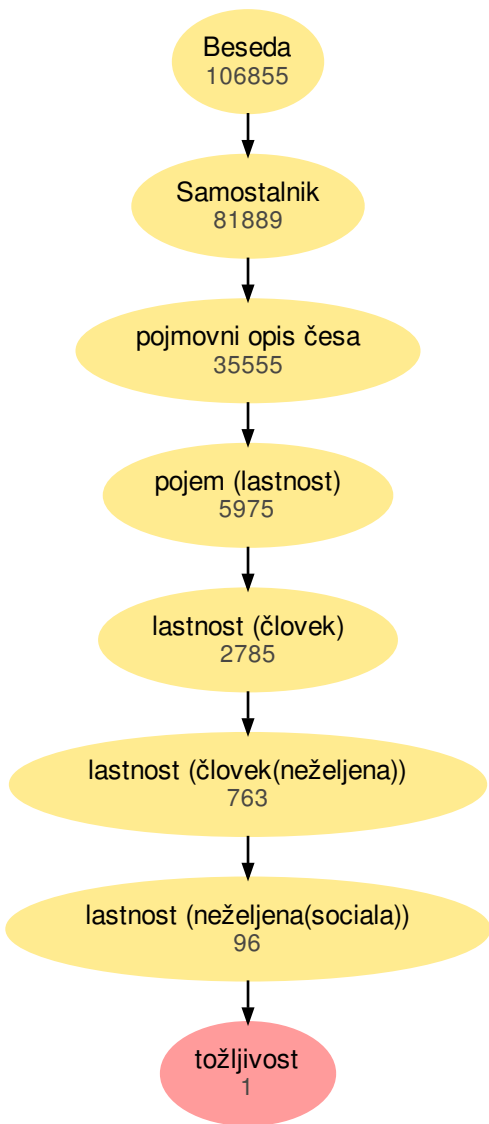 Beseda
106855
Samostalnik
81889
pojmovni opis česa
35555
pojem (lastnost)
5975
lastnost (človek)
2785
lastnost (človek(neželjena))
763
lastnost (neželjena(sociala))
96
tožljivost
1